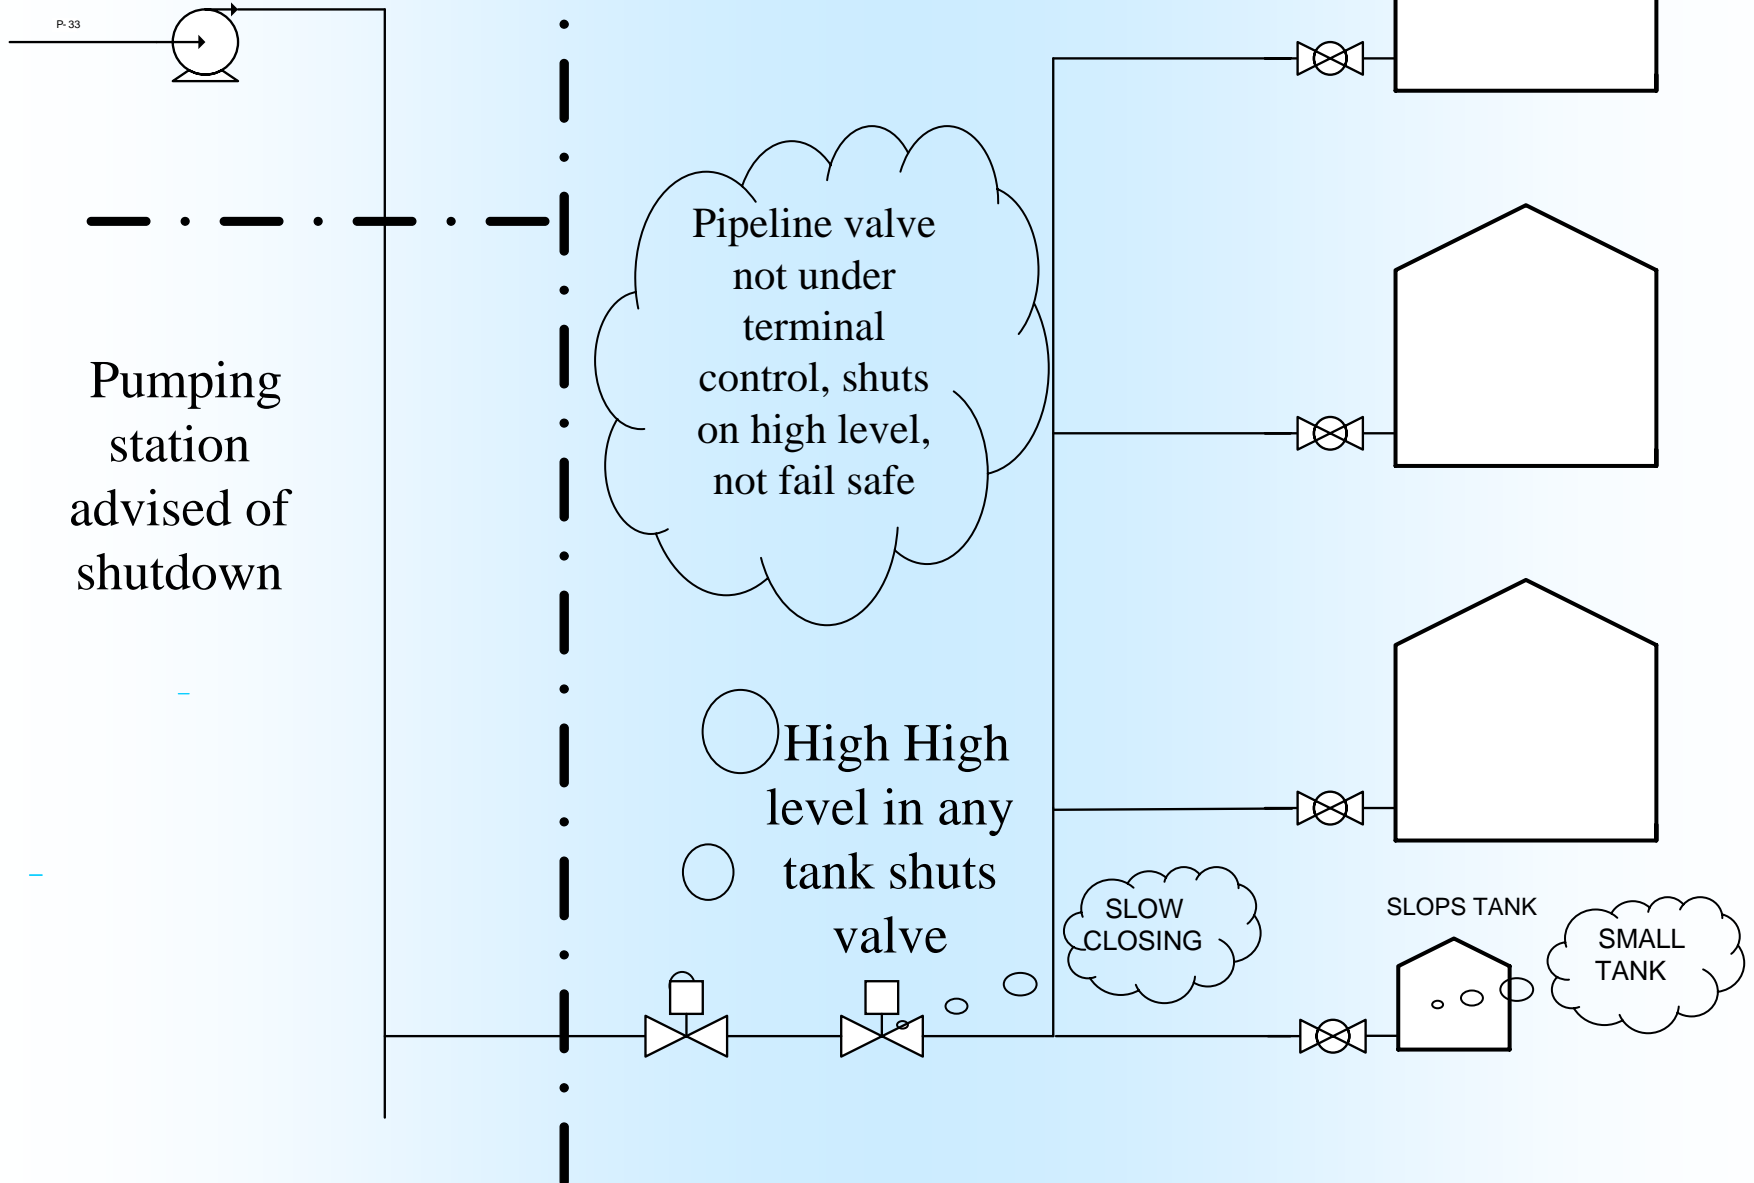 P-33
Pipeline valve
not under
terminal
control, shuts
on high level,
not fail safe
Pumping
station
advised of
shutdown
High High
level in any
tank shuts
valve
SLOW
CLOSING
SLOPS TANK
SMALL
TANK